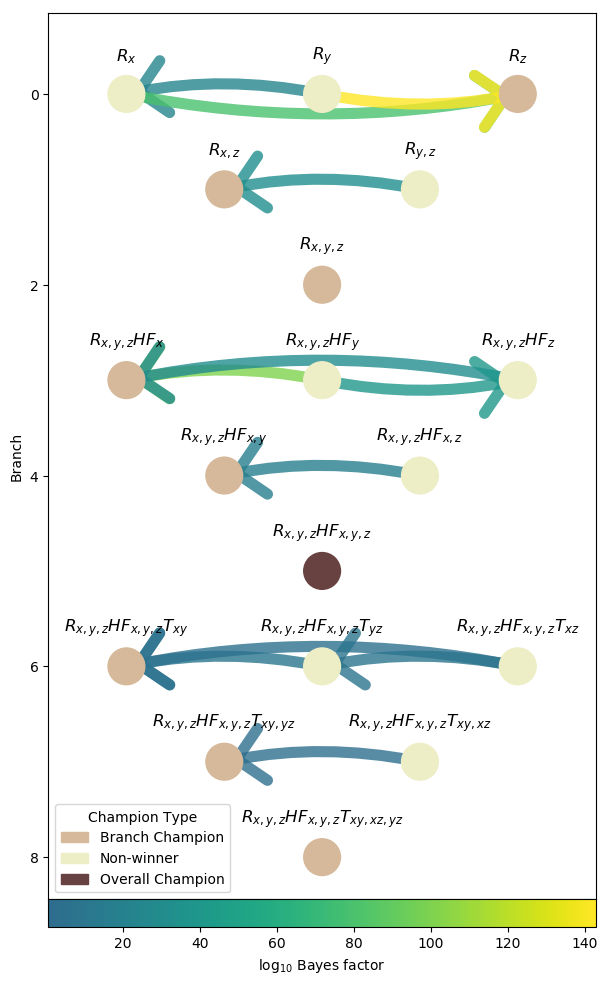 R_x R_y R_z
0
R_{x,z} R_{y,z}
R_{x,y,z}
2
R_{x,y,z}HF_x R_{x,y,z}HF_y R_{x,y,z}HF_z
R_{x,y,z}HF_{x,y} R_{x,y,z}HF_{x,z}
Branch
4
R_{x,y,z}HF_{x,y,z}
R_{x,y,z}HF_{x,y,z}T_{xy} R_{x,y,z}HF_{x,y,z}T_{yz} R_{x,y,z}HF_{x,y,z}T_{xz}
6
R_{x,y,z}HF_{x,y,z}T_{xy,yz} R_{x,y,z}HF_{x,y,z}T_{xy,xz}
R_{x,y,z}HF_{x,y,z}T_{xy,xz,yz}
Champion Type
Branch Champion
8
Non-winner
Overall Champion
20 40 60 80 100 120 140
log_{10} Bayes factor